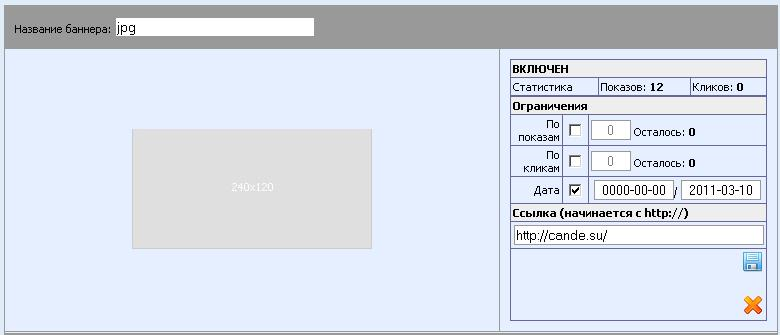 Название баннера: jpg
240x120
ВКЛЮЧЕН
Статистика Показов: 12 Кликов: 0
Ограничения
По показам 0 Осталось: 0
По кликам 0 Осталось: 0
Дата 0000-00-00 / 2011-03-10
Ссылка (начинается с http://)
http://cande.su/